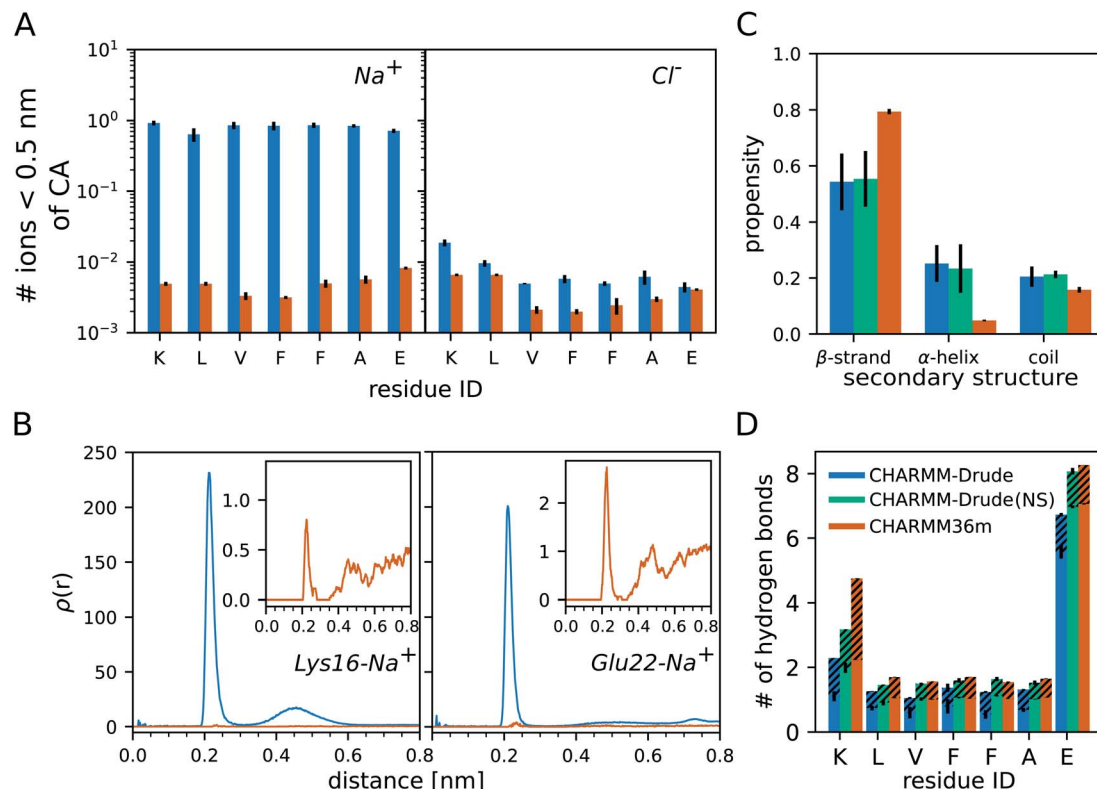 A
# ions < 0.5 nm
of CA
10^1
10^0
10^-1
10^-2
10^-3
Na+
Cl-
K L V F F A E
K L V F F A E
residue ID
B
ρ(r)
250
200
150
100
50
0
1.0
0.5
0.0
0.0 0.2 0.4 0.6 0.8
Lys16-Na+
2
1
0
0.0 0.2 0.4 0.6 0.8
Glu22-Na+
0.0 0.2 0.4 0.6 0.8
0.2 0.4 0.6 0.8
distance [nm]
C
propensity
1.0
0.8
0.6
0.4
0.2
0.0
β-strand α-helix coil
secondary structure
D
# of hydrogen bonds
8
6
4
2
0
CHARMM-Drude
CHARMM-Drude(NS)
CHARMM36m
K L V F F A E
residue ID